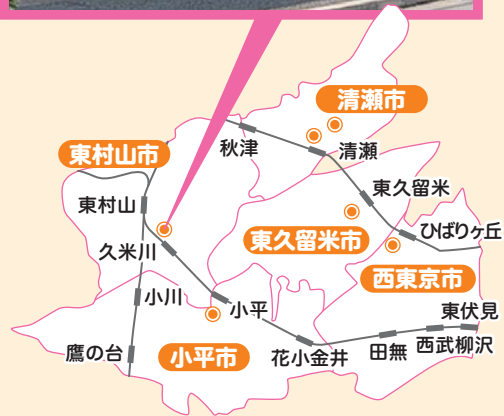 清瀬市
秋津
清瀬
東村山市
東久留米
東村山
ひばりヶ丘
東久留米市
久米川
西東京市
小川
小平
東伏見
鷹の台
小平市
花小金井
田無
西武柳沢